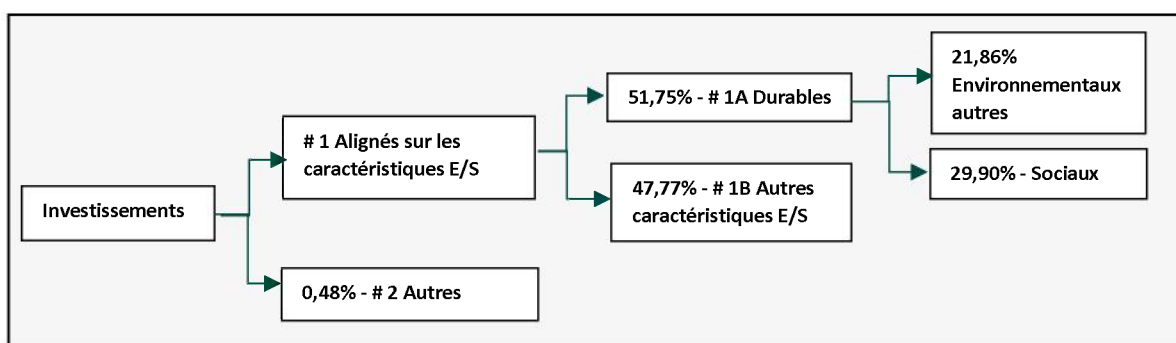 Investissements
# 1 Alignés sur les
caractéristiques E/S
0,48% - # 2 Autres
51,75% - # 1A Durables
47,77% - # 1B Autres
caractéristiques E/S
21,86%
Environnementaux
autres
29,90% - Sociaux